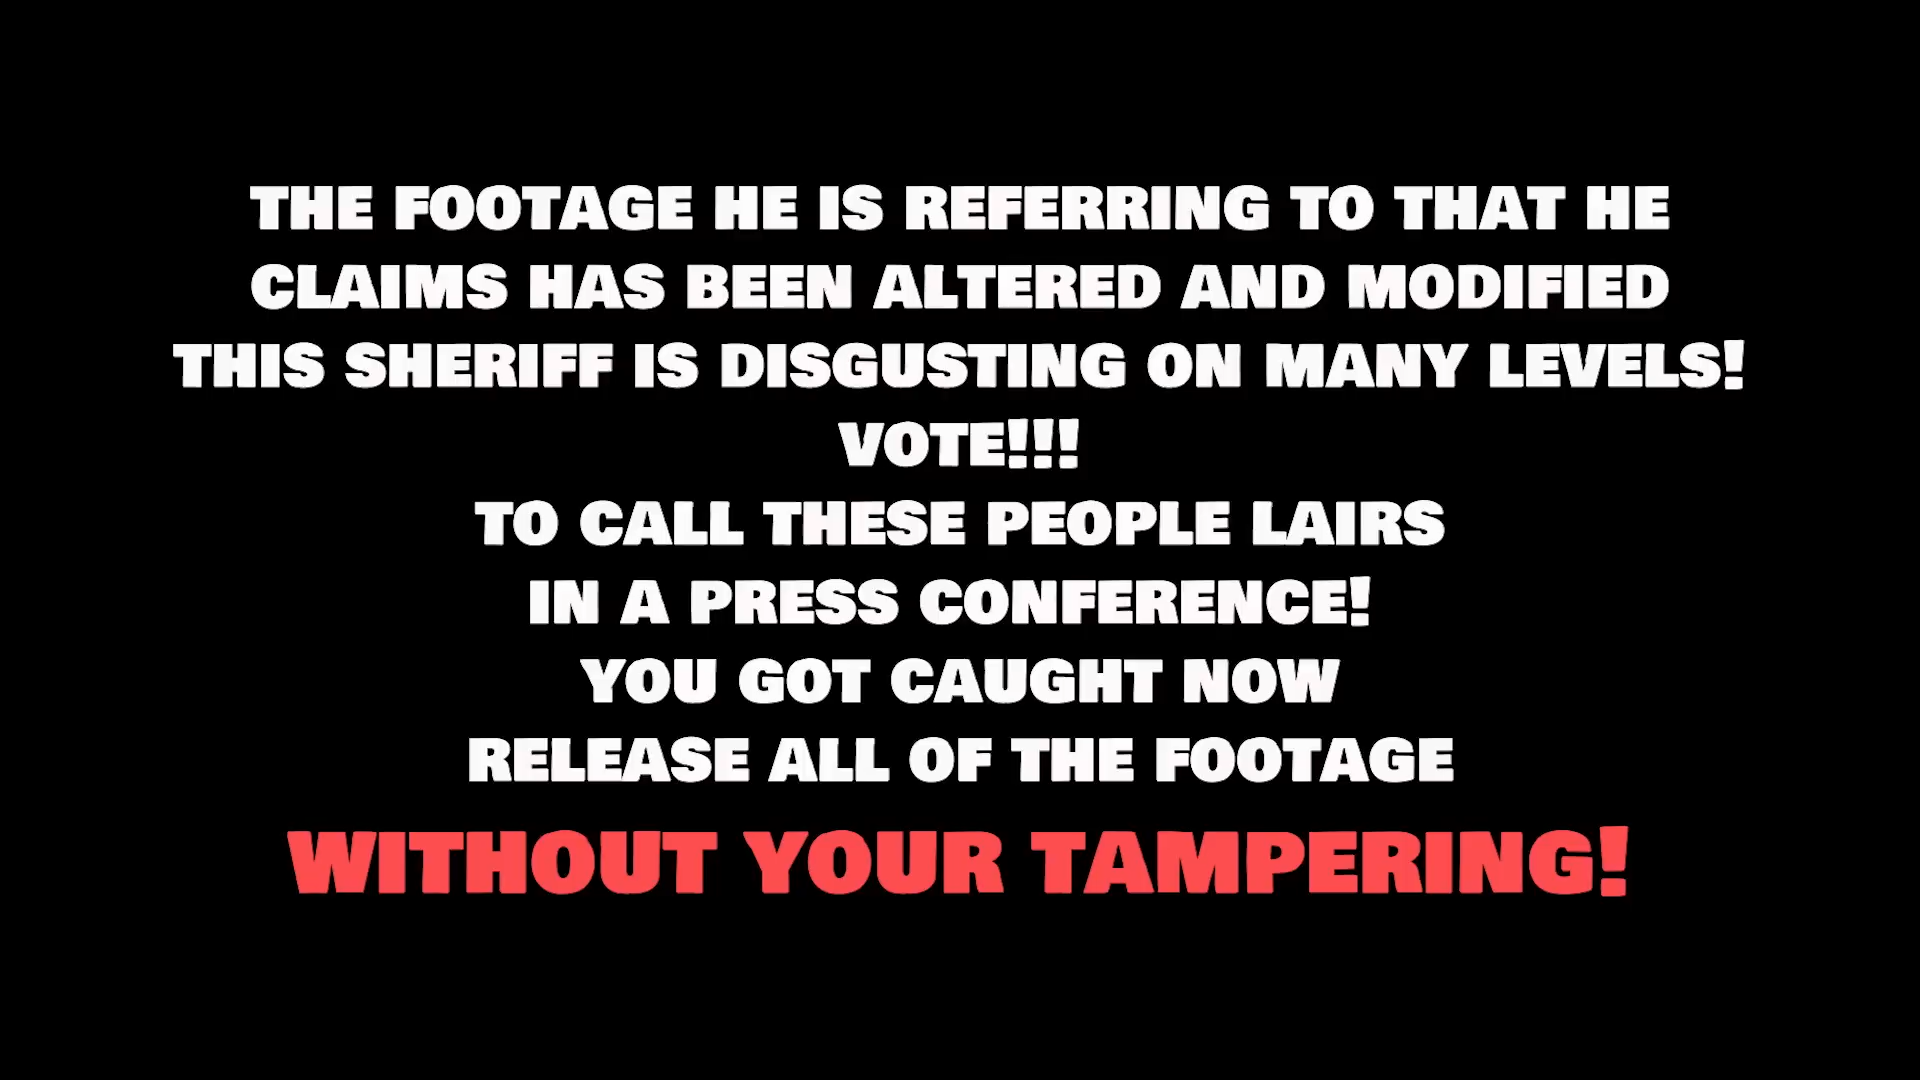 THE FOOTAGE HE IS REFERRING TO THAT HE
CLAIMS HAS BEEN ALTERED AND MODIFIED
THIS SHERIFF IS DISGUSTING ON MANY LEVELS!
VOTE!!!
TO CALL THESE PEOPLE LAIRS
IN A PRESS CONFERENCE!
YOU GOT CAUGHT NOW
RELEASE ALL OF THE FOOTAGE
WITHOUT YOUR TAMPERING!